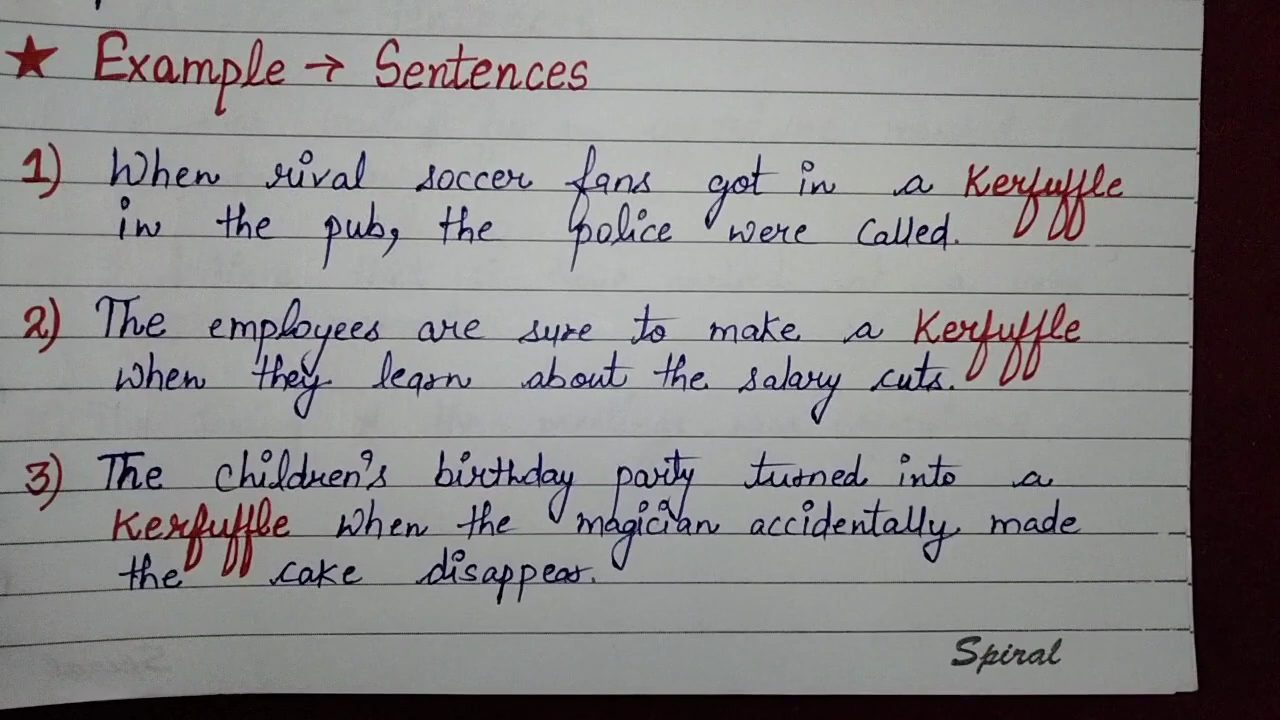 ★ Example → Sentences
1) When rival soccer fans got in a Kerfuffle
in the pub, the police were called.
2) The employees are sure to make a Kerfuffle
when they learn about the salary cuts.
3) The children's birthday party turned into a
Kerfuffle when the magician accidentally made
the cake disappear.
Spiral